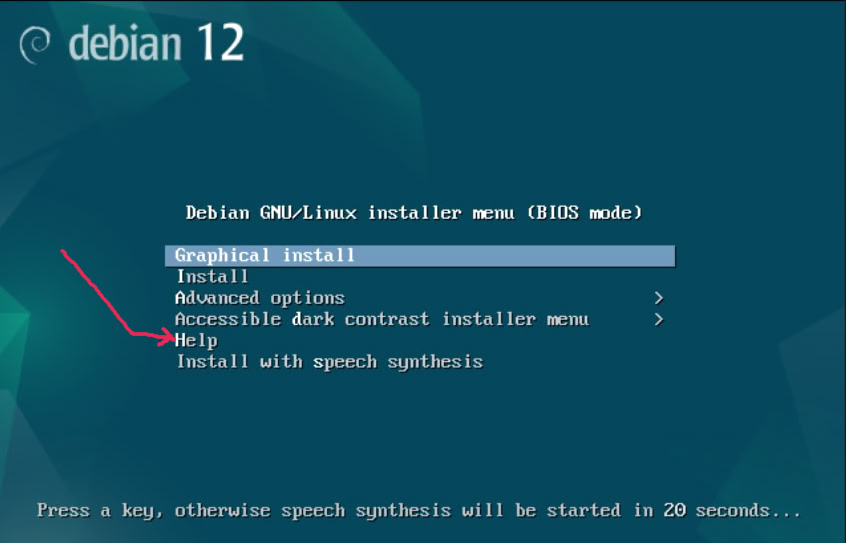 debian 12
Debian GNU/Linux installer menu (BIOS mode)
Graphical install
Install
Advanced options >
Accessible dark contrast installer menu >
Help
Install with speech synthesis
Press a key, otherwise speech synthesis will be started in 20 seconds...